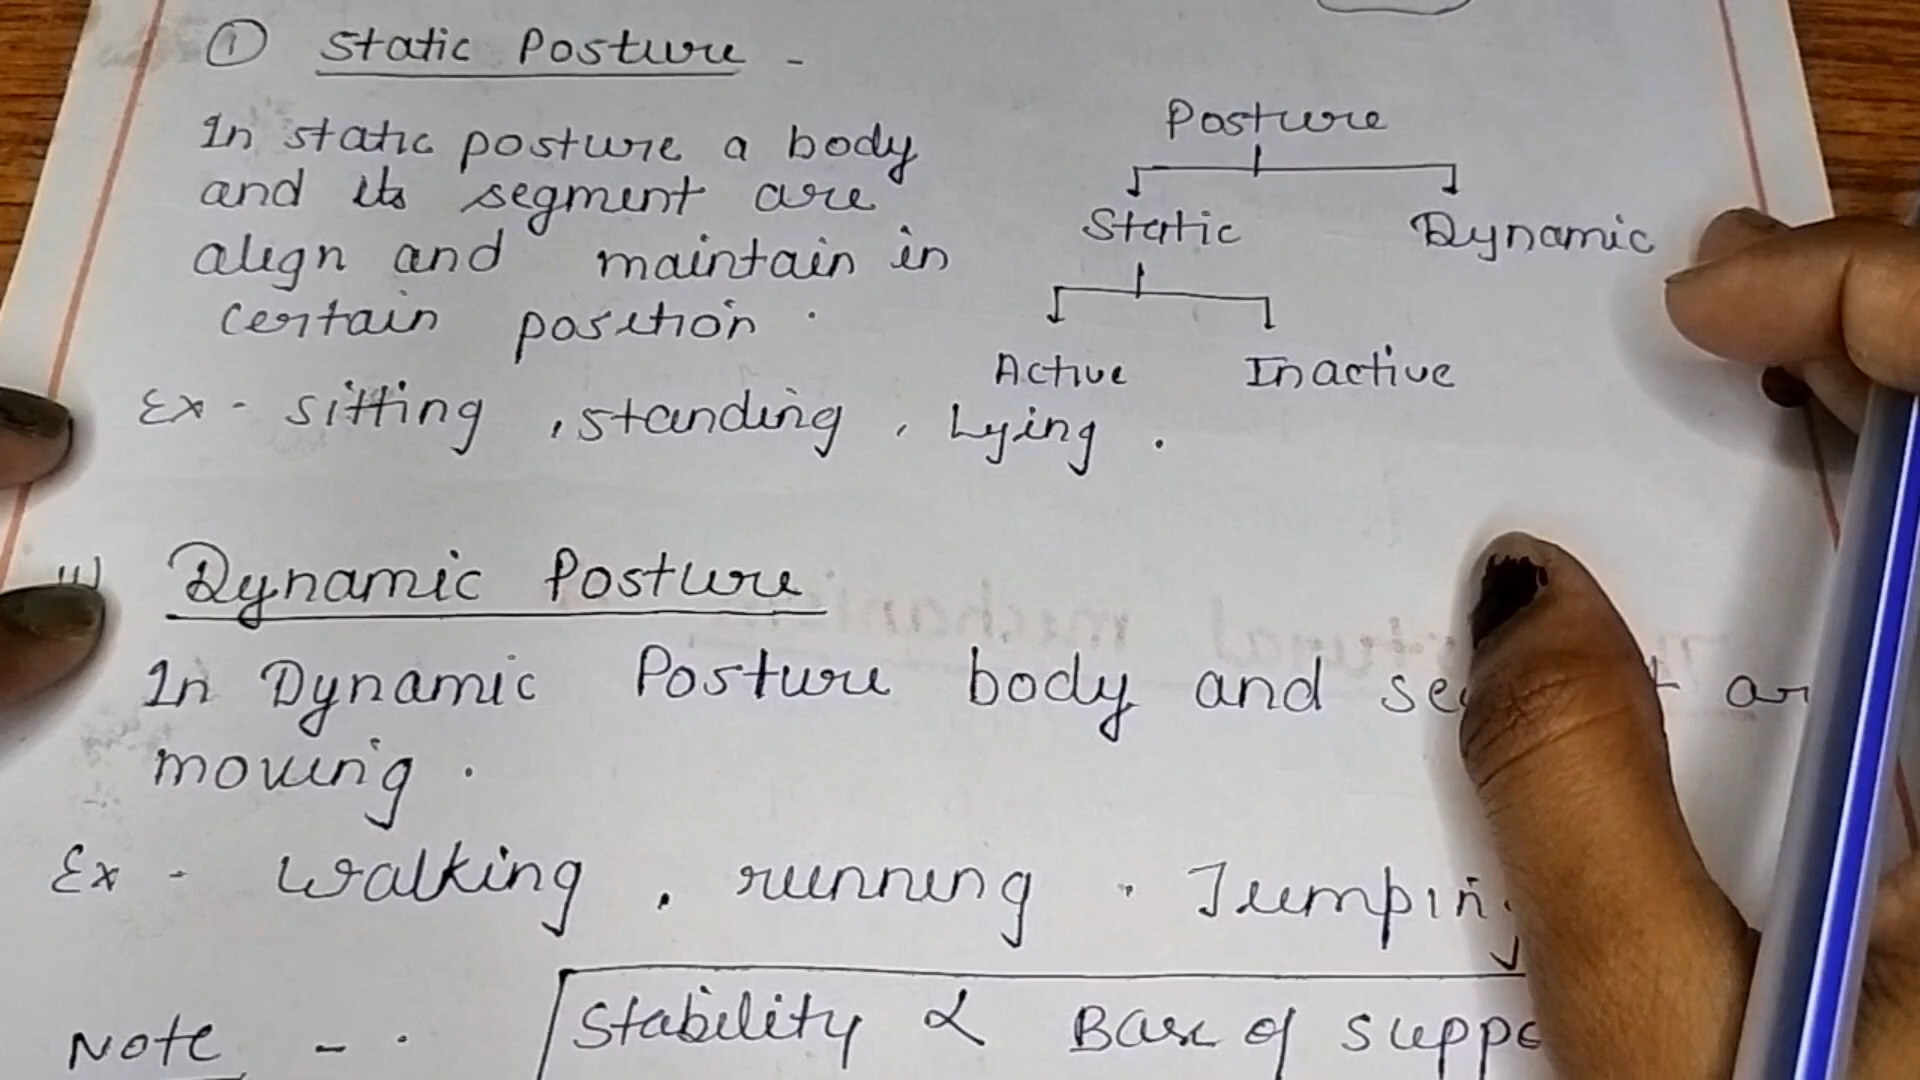 ① Static Posture -
In static posture a body
and its segment are
align and maintain in
certain position .
Ex - sitting , standing , Lying .
Posture
Static Dynamic
Active Inactive
ii) Dynamic Posture
In Dynamic Posture body and
moving .
Ex - Walking , running , Jumpin
Note - . Stability ∝ Base of suppo